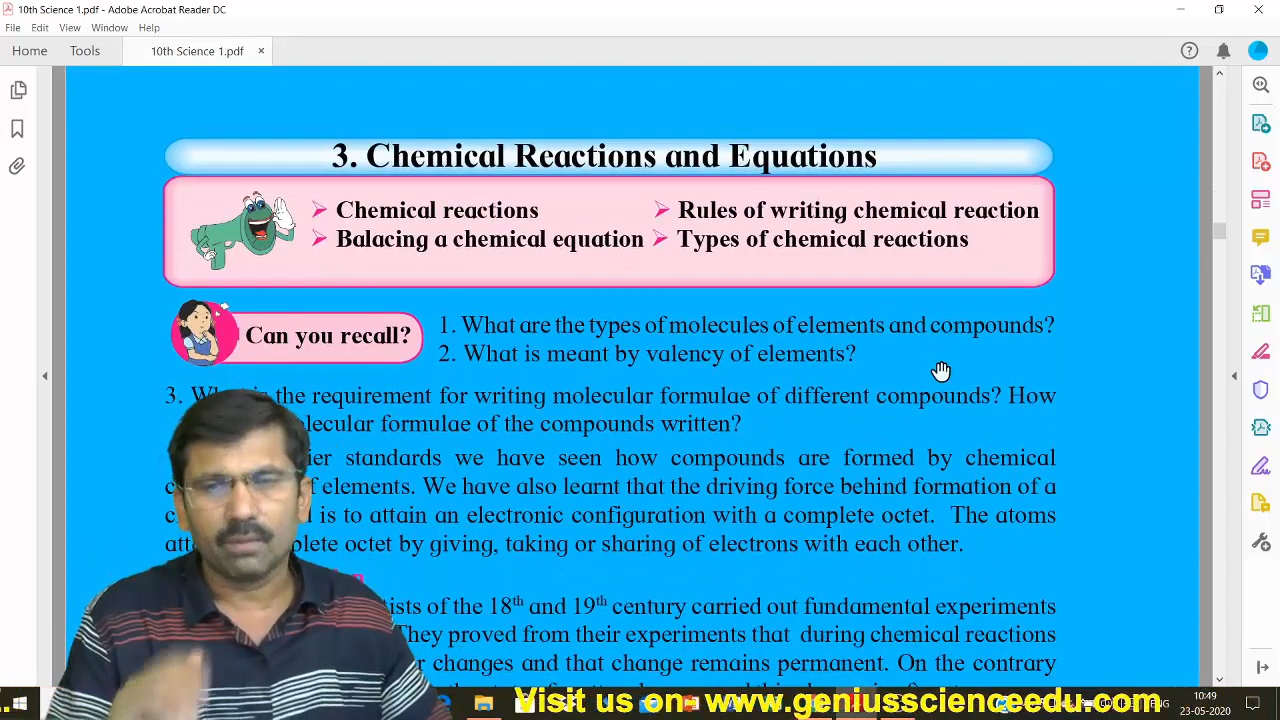 10th Science 1.pdf - Adobe Acrobat Reader DC
File Edit View Window Help
Home Tools 10th Science 1.pdf ×
3. Chemical Reactions and Equations
Chemical reactions Rules of writing chemical reaction
Balacing a chemical equation Types of chemical reactions
Can you recall?
1. What are the types of molecules of elements and compounds?
2. What is meant by valency of elements?
3. the requirement for writing molecular formulae of different compounds? How
formulae of the compounds written?
standards we have seen how compounds are formed by chemical
of elements. We have also learnt that the driving force behind formation of a
is to attain an electronic configuration with a complete octet. The atoms
octet by giving, taking or sharing of electrons with each other.
of the 18th and 19th century carried out fundamental experiments
They proved from their experiments that during chemical reactions
changes and that change remains permanent. On the contrary
Visit us on www.geniusscienceedu.com
10:49
23-05-2020